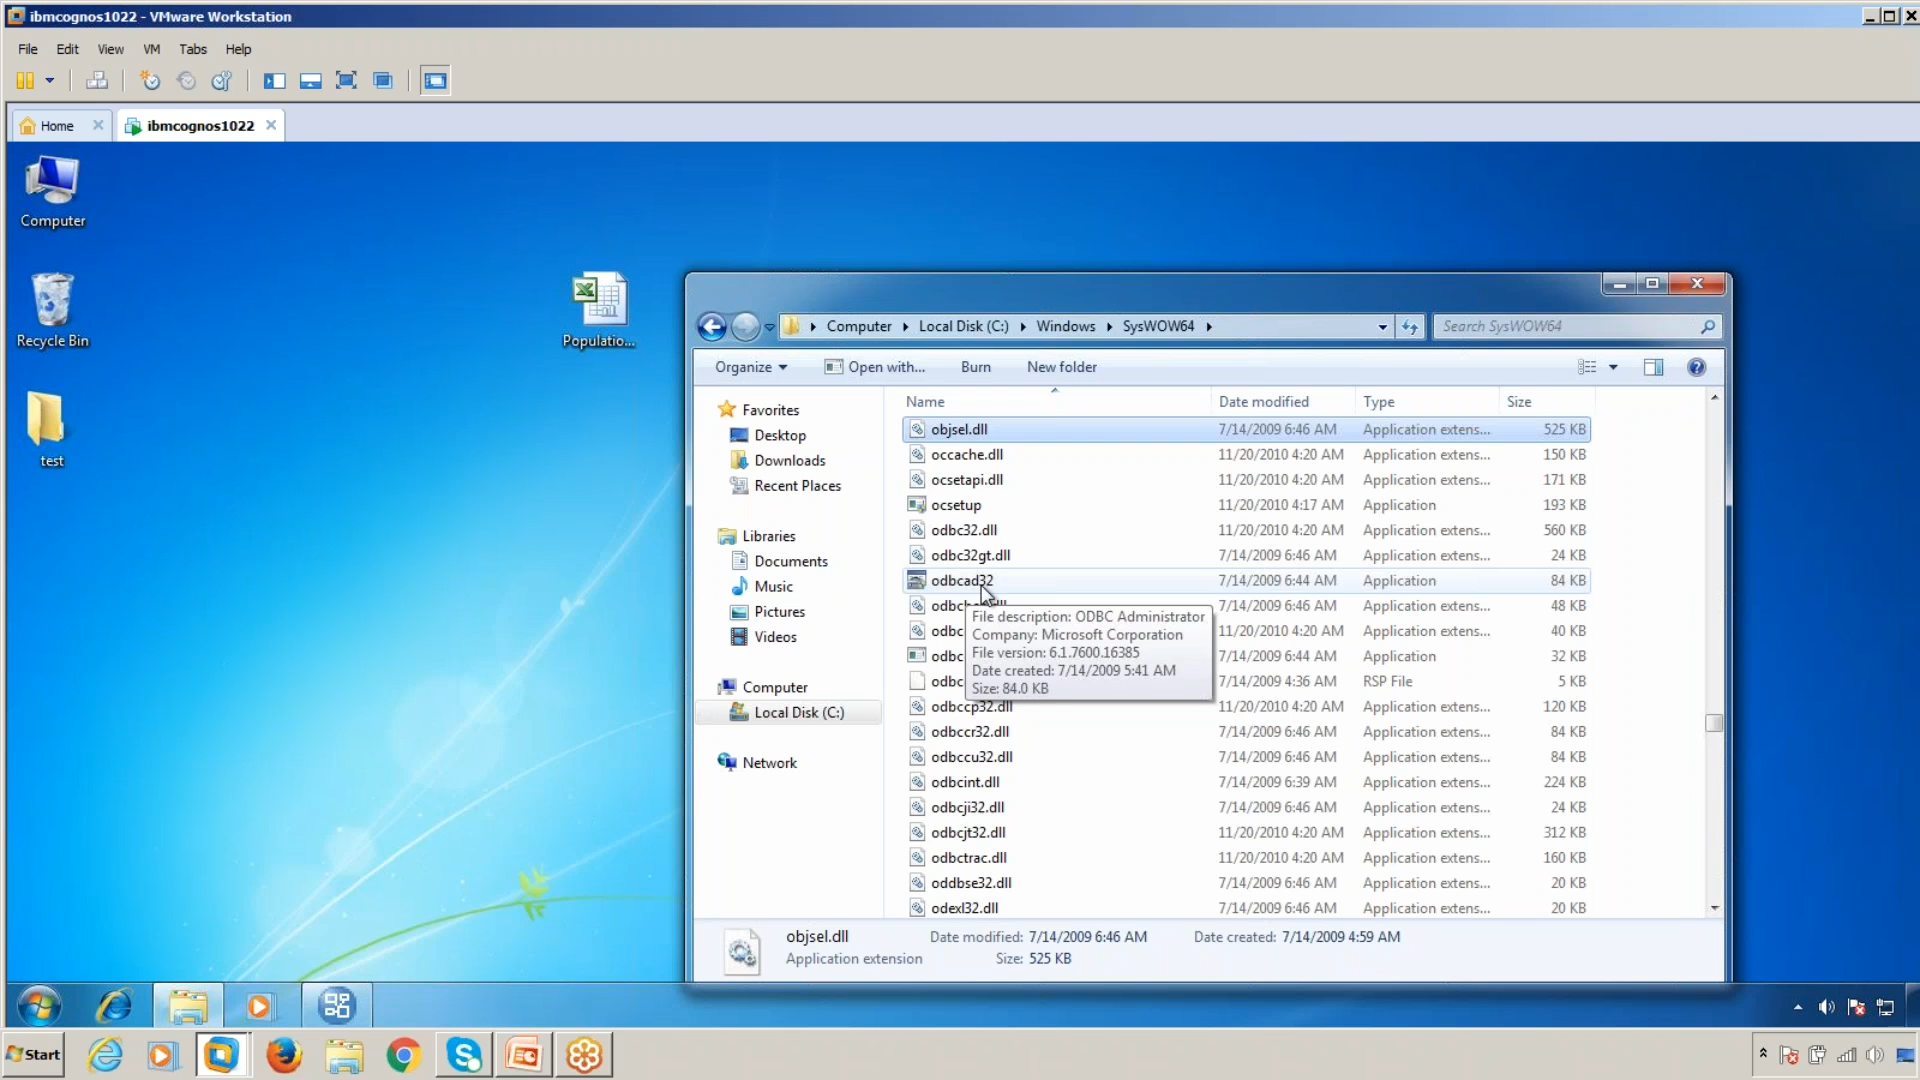 ibmcognos1022 - VMware Workstation
File Edit View VM Tabs Help
Home
ibmcognos1022
Computer
Recycle Bin
test
Populatio...
Computer Local Disk (C:) Windows SysWOW64
Search SysWOW64
Organize Open with... Burn New folder
Favorites
Desktop
Downloads
Recent Places
Libraries
Documents
Music
Pictures
Videos
Computer
Local Disk (C:)
Network
Name Date modified Type Size
objsel.dll 7/14/2009 6:46 AM Application extens... 525 KB
occache.dll 11/20/2010 4:20 AM Application extens... 150 KB
ocsetapi.dll 11/20/2010 4:20 AM Application extens... 171 KB
ocsetup 11/20/2010 4:17 AM Application 193 KB
odbc32.dll 11/20/2010 4:20 AM Application extens... 560 KB
odbc32gt.dll 7/14/2009 6:46 AM Application extens... 24 KB
odbcad32 7/14/2009 6:44 AM Application 84 KB
7/14/2009 6:46 AM Application extens... 48 KB
odbc 11/20/2010 4:20 AM Application extens... 40 KB
odbc 7/14/2009 6:44 AM Application 32 KB
odbc 7/14/2009 4:36 AM RSP File 5 KB
odbccp32.dll 11/20/2010 4:20 AM Application extens... 120 KB
odbccr32.dll 7/14/2009 6:46 AM Application extens... 84 KB
odbccu32.dll 7/14/2009 6:46 AM Application extens... 84 KB
odbcint.dll 7/14/2009 6:39 AM Application extens... 224 KB
odbcji32.dll 7/14/2009 6:46 AM Application extens... 24 KB
odbcjt32.dll 11/20/2010 4:20 AM Application extens... 312 KB
odbctrac.dll 11/20/2010 4:20 AM Application extens... 160 KB
oddbse32.dll 7/14/2009 6:46 AM Application extens... 20 KB
odexl32.dll 7/14/2009 6:46 AM Application extens... 20 KB
File description: ODBC Administrator
Company: Microsoft Corporation
File version: 6.1.7600.16385
Date created: 7/14/2009 5:41 AM
Size: 84.0 KB
objsel.dll Date modified: 7/14/2009 6:46 AM Date created: 7/14/2009 4:59 AM
Application extension Size: 525 KB
Start